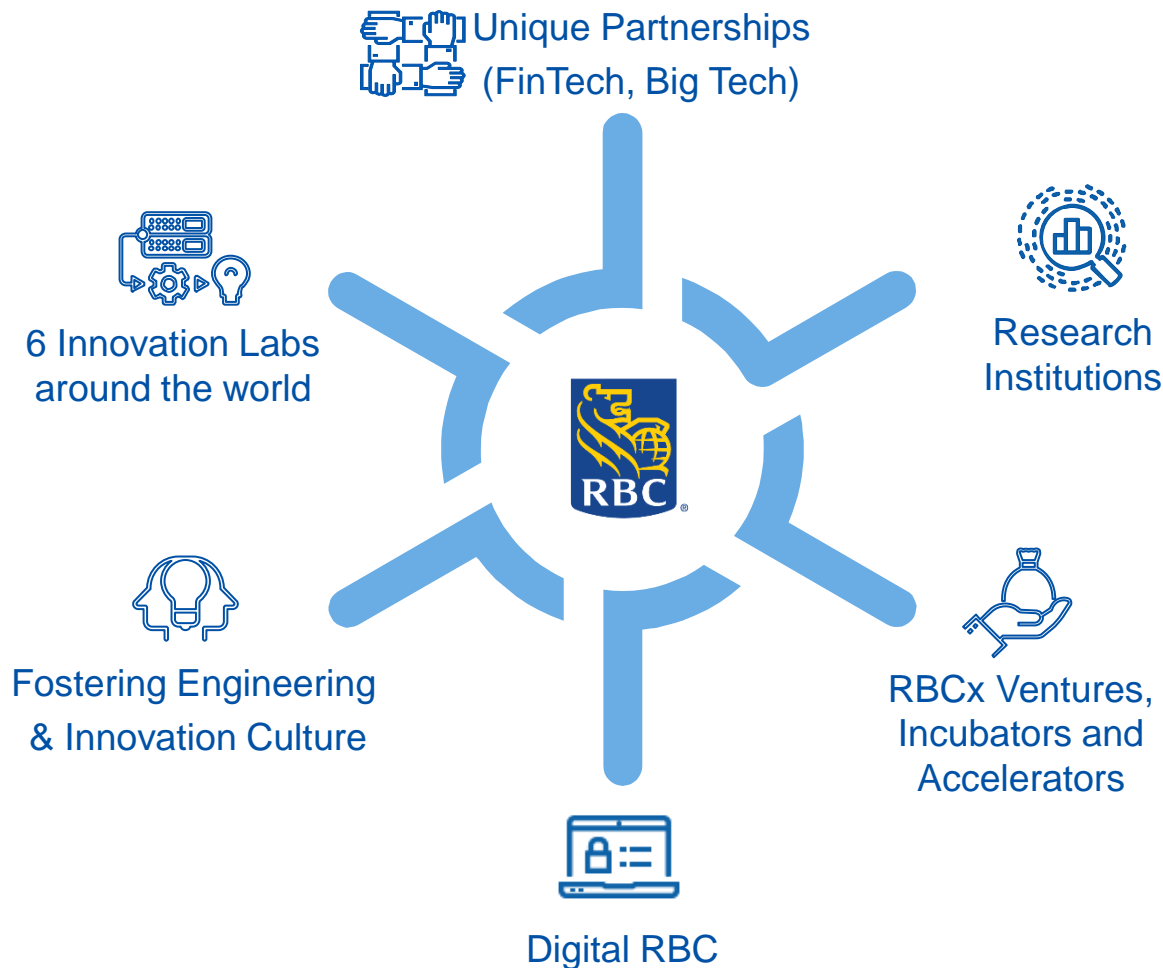 Unique Partnerships
(FinTech, Big Tech)
6 Innovation Labs
around the world
Research
Institutions
RBC
®
Fostering Engineering
& Innovation Culture
RBCx Ventures,
Incubators and
Accelerators
Digital RBC